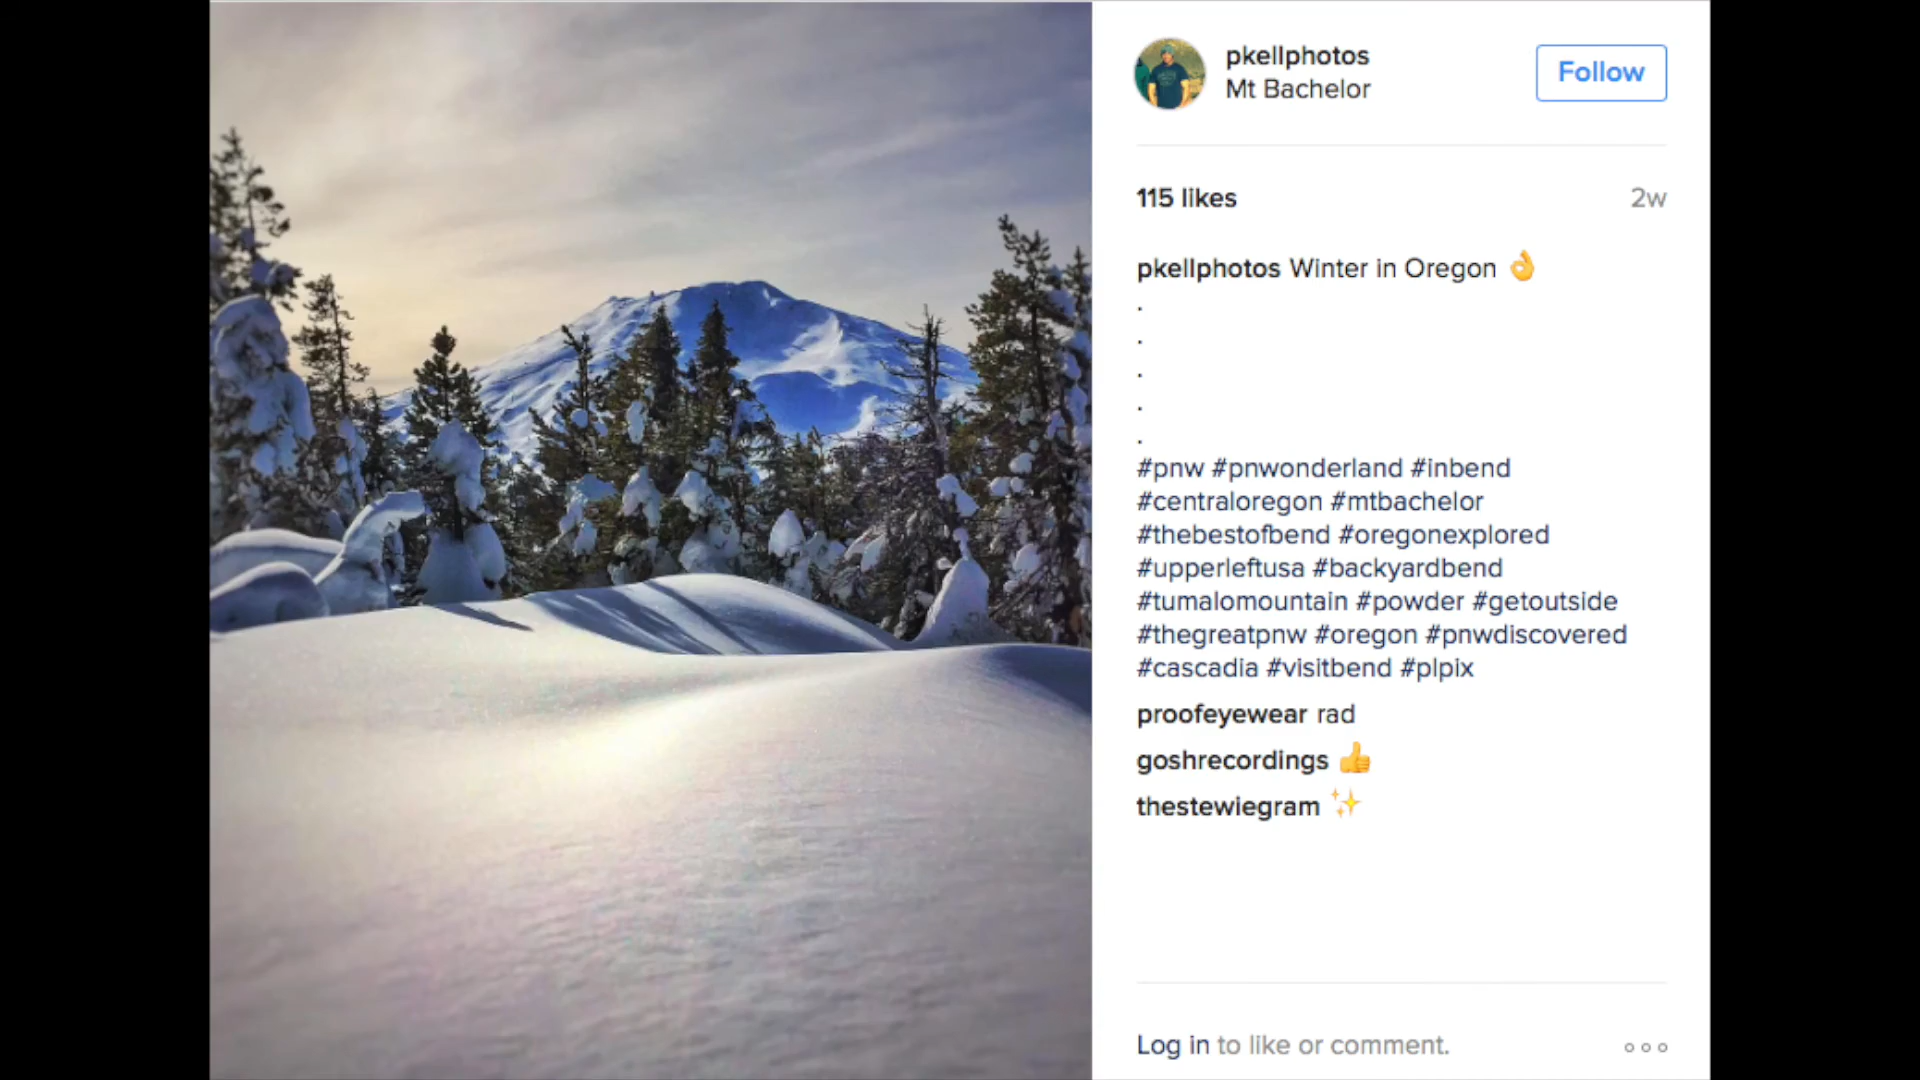 pkellphotos
Mt Bachelor
Follow
115 likes
2w
pkellphotos Winter in Oregon 👌
.
.
.
.
.
#pnw #pnwonderland #inbend
#centraloregon #mtbachelor
#thebestofbend #oregonexplored
#upperleftusa #backyardbend
#tumalomountain #powder #getoutside
#thegreatpnw #oregon #pnwdiscovered
#cascadia #visitbend #plpix
proofeyewear rad
goshrecordings 👍
thestewiegram ✨
Log in to like or comment.